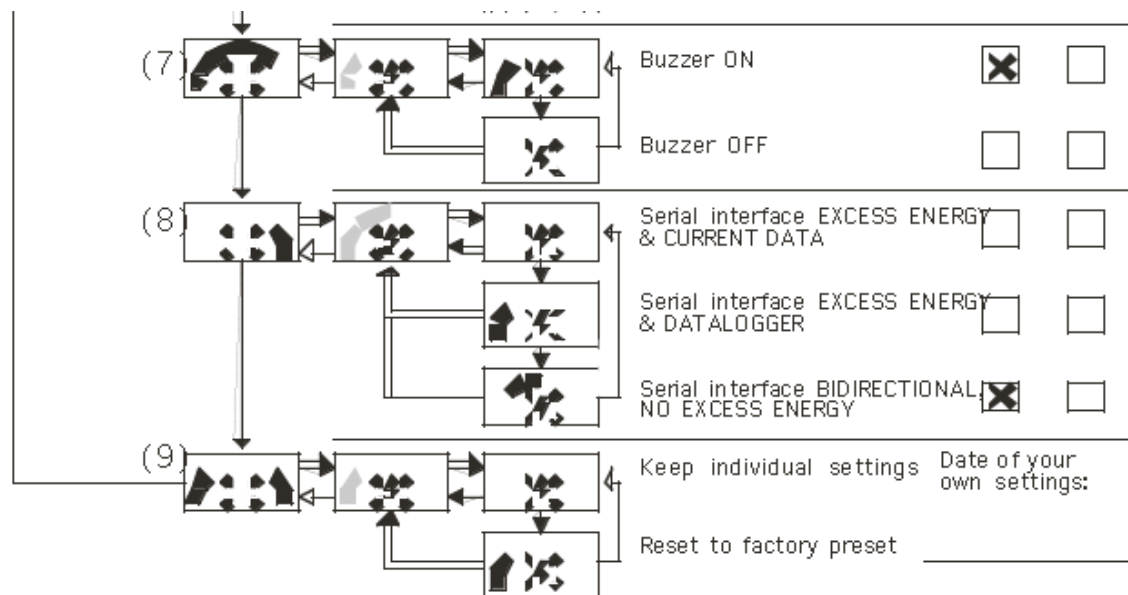 (7)
Buzzer ON
Buzzer OFF
(8)
Serial interface EXCESS ENERGY
& CURRENT DATA
Serial interface EXCESS ENERGY
& DATALOGGER
Serial interface BIDIRECTIONAL,
NO EXCESS ENERGY
(9)
Keep individual settings
Date of your
own settings:
Reset to factory preset